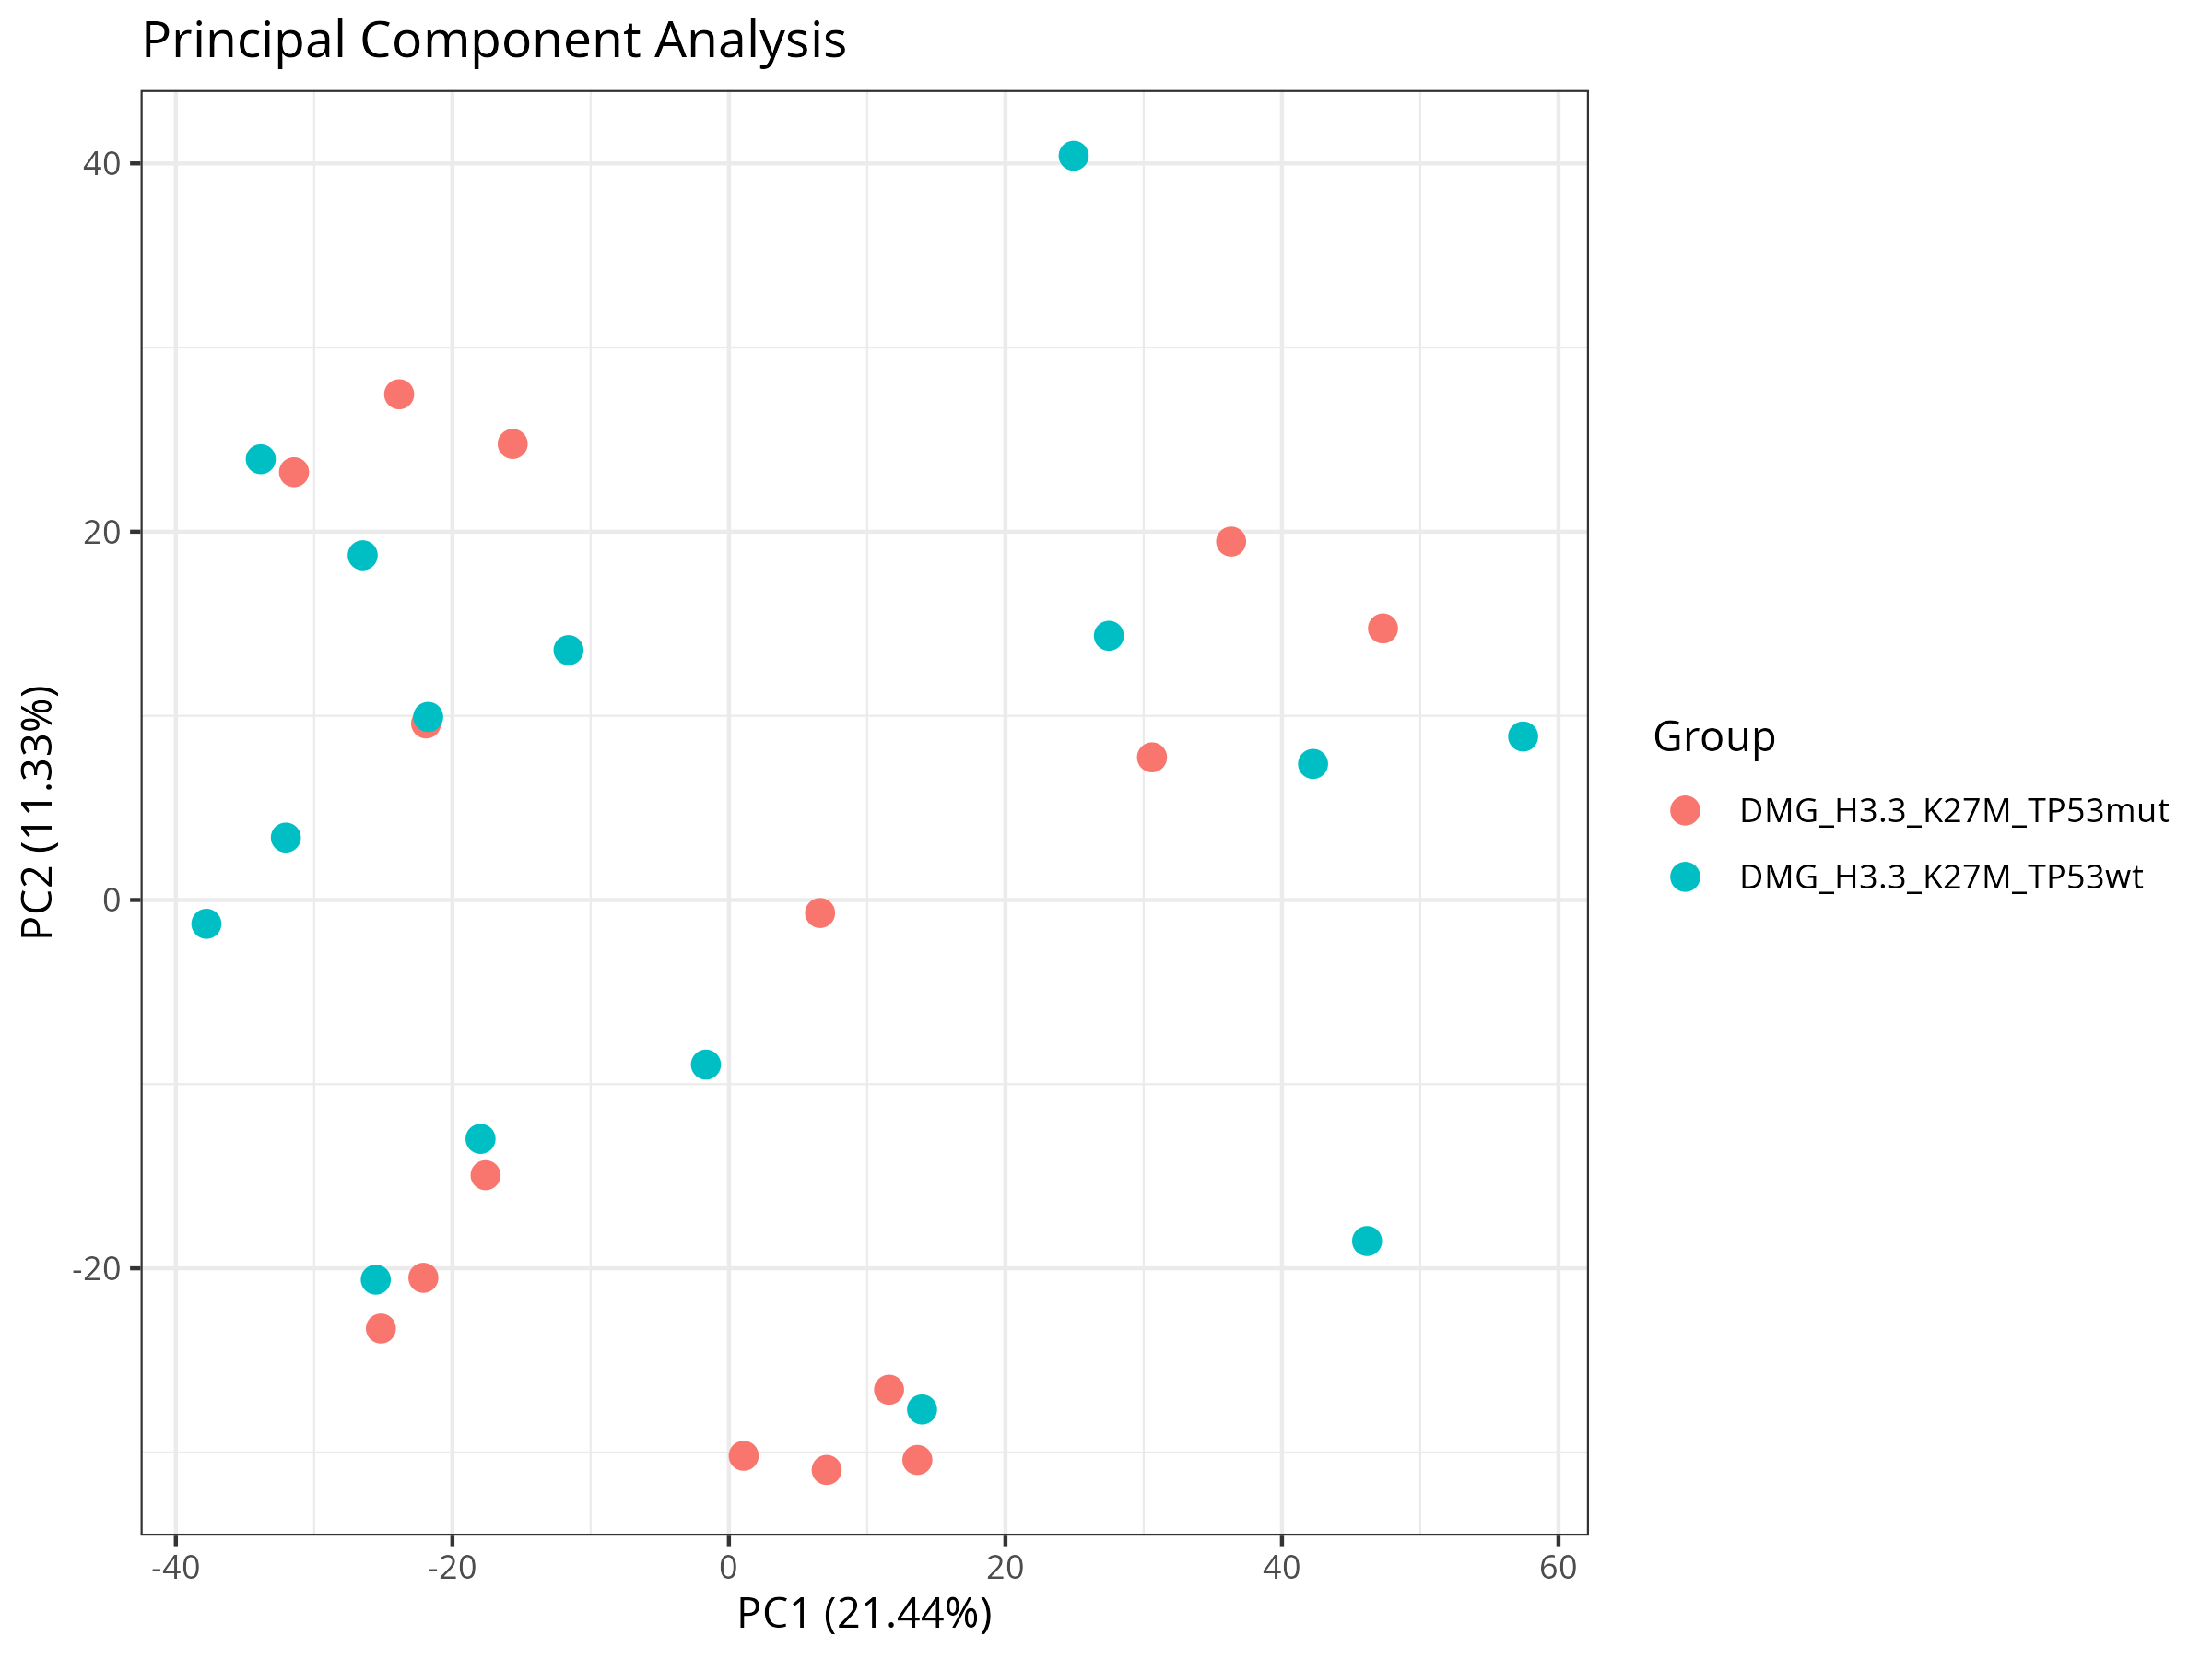 Principal Component Analysis
40
20
0
-20
PC2 (11.33%)
-40
-20
0
20
40
60
PC1 (21.44%)
Group
DMG_H3.3_K27M_TP53mut
DMG_H3.3_K27M_TP53wt